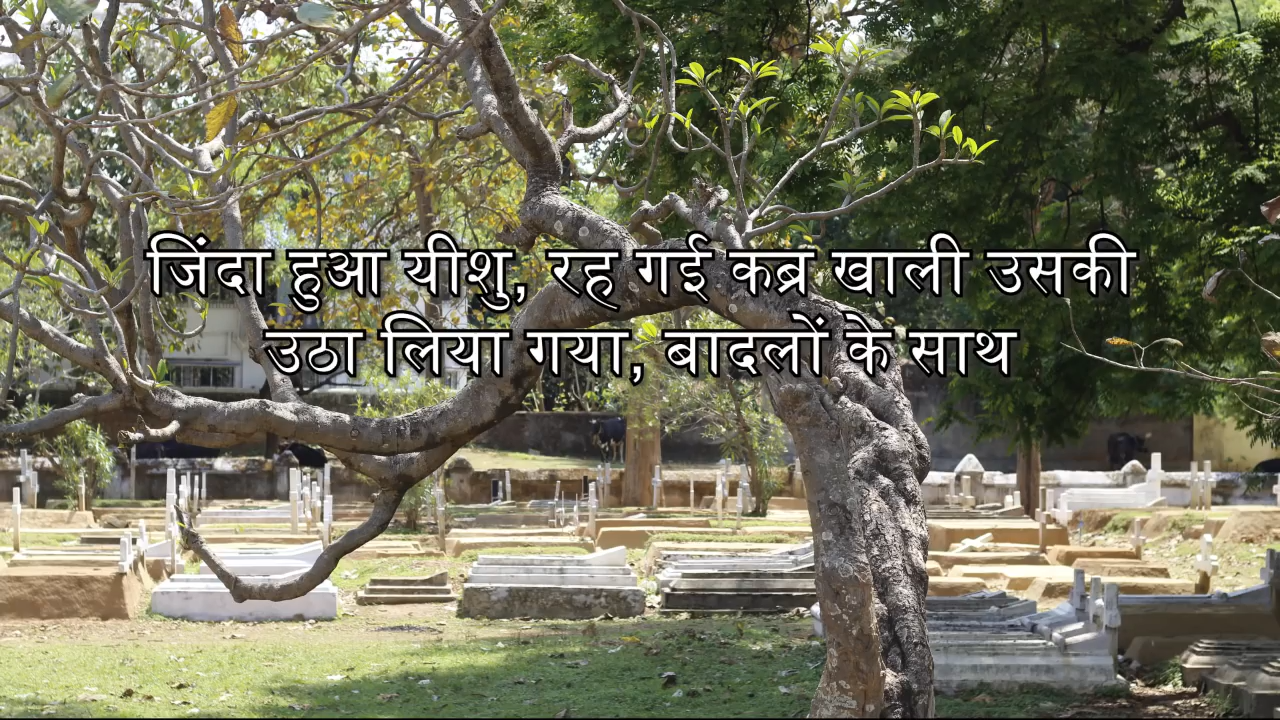 जिंदा हुआ यीशु, रह गई कब्र खाली उसकी
उठा लिया गया, बादलों के साथ